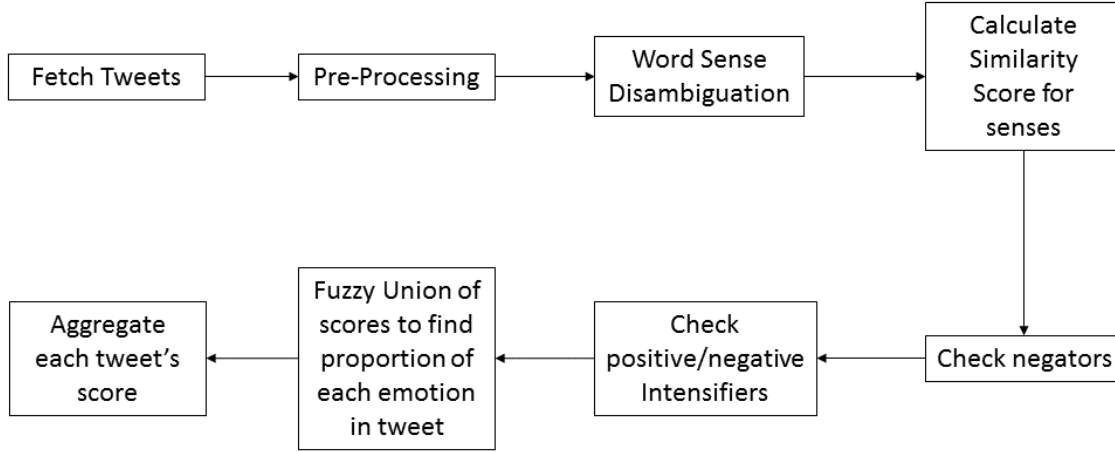 Fetch Tweets
Pre-Processing
Word Sense
Disambiguation
Calculate
Similarity
Score for
senses
Check negators
Check
positive/negative
Intensifiers
Fuzzy Union of
scores to find
proportion of
each emotion
in tweet
Aggregate
each tweet’s
score